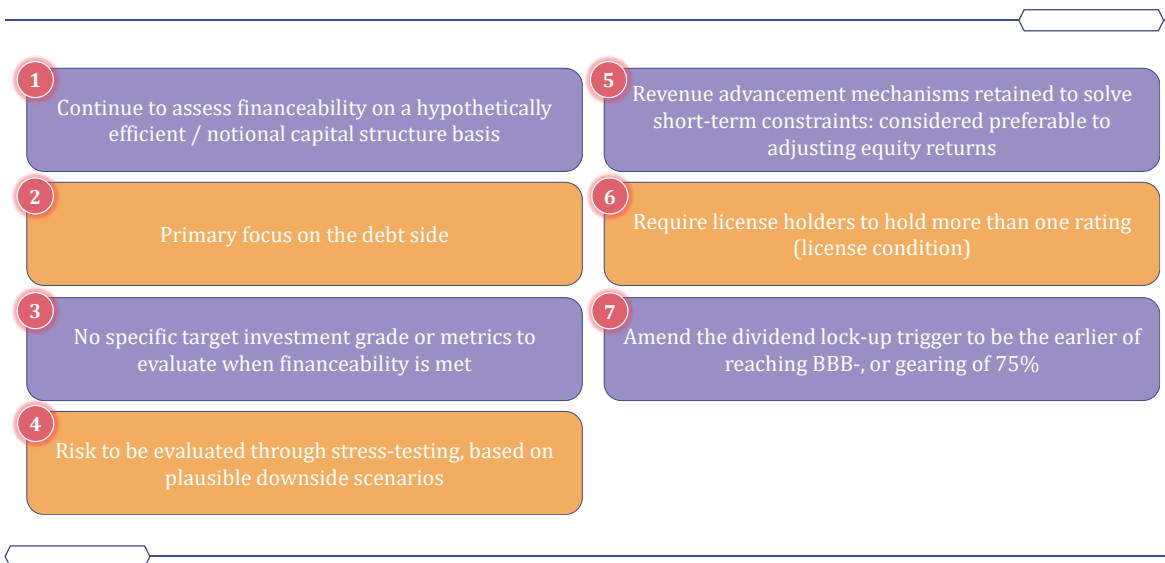 1
Continue to assess financeability on a hypothetically
efficient / notional capital structure basis
2
Primary focus on the debt side
3
No specific target investment grade or metrics to
evaluate when financeability is met
4
Risk to be evaluated through stress-testing, based on
plausible downside scenarios
5
Revenue advancement mechanisms retained to solve
short-term constraints: considered preferable to
adjusting equity returns
6
Require license holders to hold more than one rating
(license condition)
7
Amend the dividend lock-up trigger to be the earlier of
reaching BBB-, or gearing of 75%